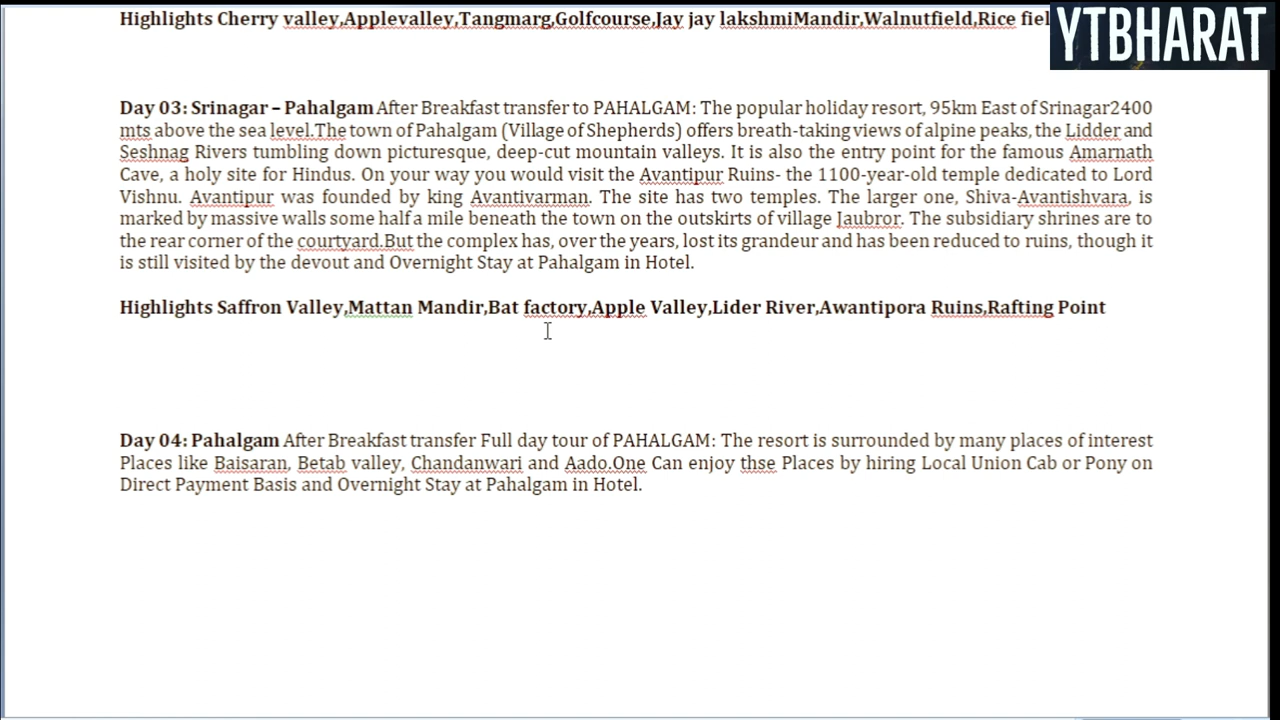 Highlights Cherry valley,Applevalley,Tangmarg,Golfcourse,Jay jay lakshmiMandir,Walnutfield,Rice fiel
YTBHARAT
Day 03: Srinagar – Pahalgam After Breakfast transfer to PAHALGAM: The popular holiday resort, 95km East of Srinagar2400
mts above the sea level.The town of Pahalgam (Village of Shepherds) offers breath-taking views of alpine peaks, the Lidder and
Seshnag Rivers tumbling down picturesque, deep-cut mountain valleys. It is also the entry point for the famous Amarnath
Cave, a holy site for Hindus. On your way you would visit the Avantipur Ruins- the 1100-year-old temple dedicated to Lord
Vishnu. Avantipur was founded by king Avantivarman. The site has two temples. The larger one, Shiva-Avantishvara, is
marked by massive walls some half a mile beneath the town on the outskirts of village Jaubror. The subsidiary shrines are to
the rear corner of the courtyard.But the complex has, over the years, lost its grandeur and has been reduced to ruins, though it
is still visited by the devout and Overnight Stay at Pahalgam in Hotel.
Highlights Saffron Valley,Mattan Mandir,Bat factory,Apple Valley,Lider River,Awantipora Ruins,Rafting Point
Day 04: Pahalgam After Breakfast transfer Full day tour of PAHALGAM: The resort is surrounded by many places of interest
Places like Baisaran, Betab valley, Chandanwari and Aado.One Can enjoy thse Places by hiring Local Union Cab or Pony on
Direct Payment Basis and Overnight Stay at Pahalgam in Hotel.